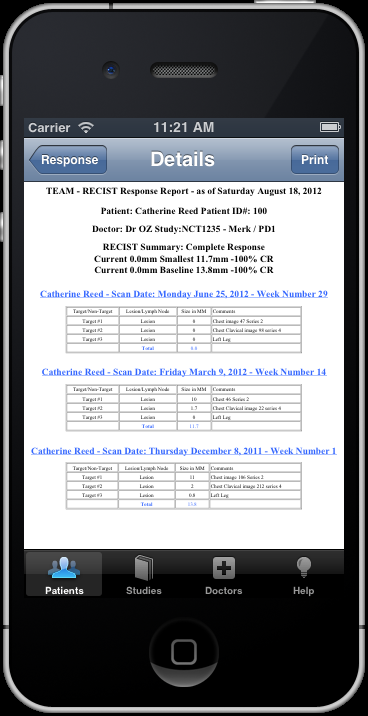 Carrier 11:21 AM
Response Details Print
TEAM - RECIST Response Report - as of Saturday August 18, 2012
Patient: Catherine Reed Patient ID#: 100
Doctor: Dr OZ Study:NCT1235 - Merk / PD1
RECIST Summary: Complete Response
Current 0.0mm Smallest 11.7mm -100% CR
Current 0.0mm Baseline 13.8mm -100% CR
Catherine Reed - Scan Date: Monday June 25, 2012 - Week Number 29
Target/Non-Target Lesion/Lymph Node Size in MM Comments
Target #1 Lesion 0 Chest image 47 Series 2
Target #2 Lesion 0 Chest Clavical image #8 series 4
Target #3 Lesion 0 Left Leg
Total 0.0
Catherine Reed - Scan Date: Friday March 9, 2012 - Week Number 14
Target/Non-Target Lesion/Lymph Node Size in MM Comments
Target #1 Lesion 10 Chest 46 Series 2
Target #2 Lesion 1.7 Chest Clavical image 22 series 4
Target #3 Lesion 0 Left Leg
Total 11.7
Catherine Reed - Scan Date: Thursday December 8, 2011 - Week Number 1
Target/Non-Target Lesion/Lymph Node Size in MM Comments
Target #1 Lesion 11 Chest image 106 Series 2
Target #2 Lesion 2 Chest Clavical image 212 series 4
Target #3 Lesion 0.8 Left Leg
Total 13.8
Patients Studies Doctors Help